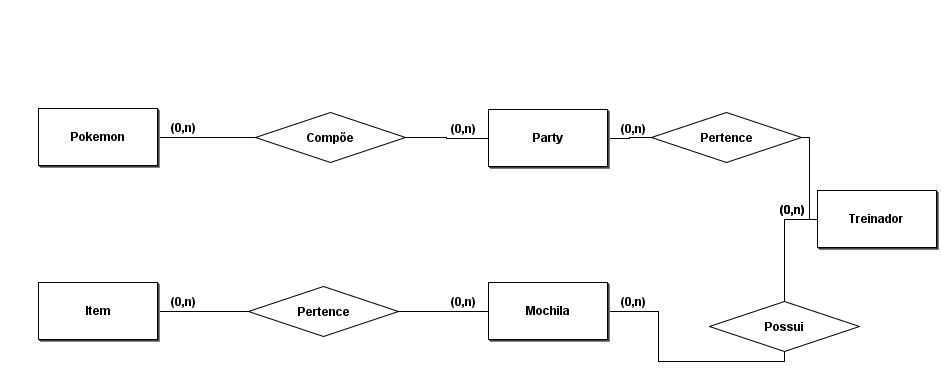 Pokemon
(0,n)
Compõe
(0,n)
Party
(0,n)
Pertence
(0,n)
Treinador
Item
(0,n)
Pertence
(0,n)
Mochila
(0,n)
Possui